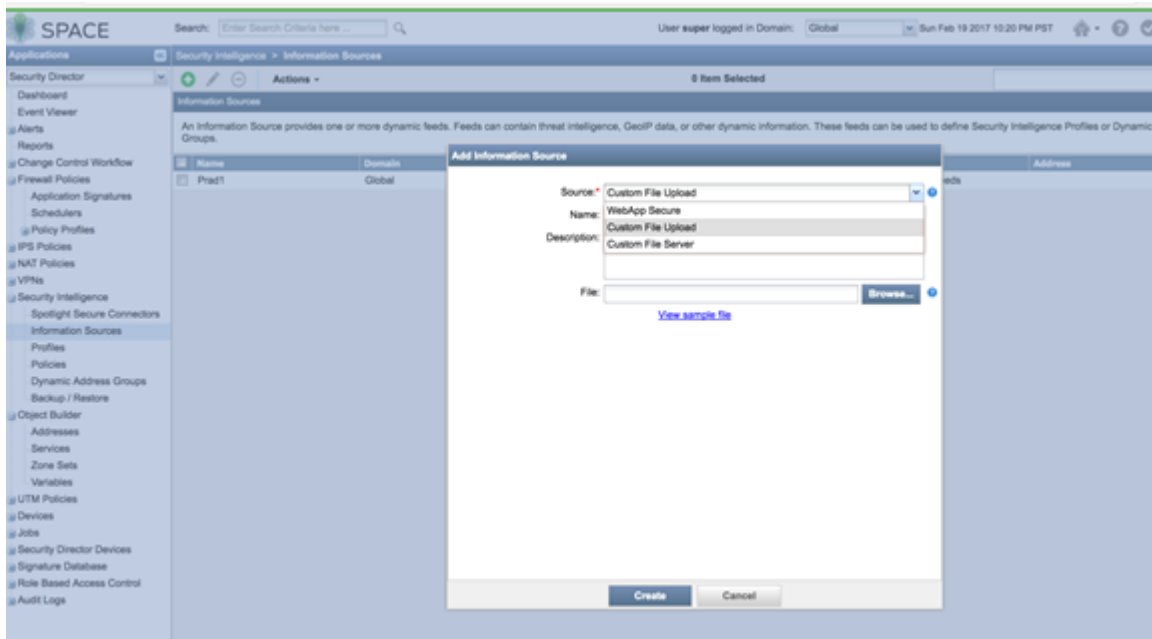 SPACE
Search: Enter Search Criteria here ...
User super logged in Domain: Global Sun Feb 19 2017 10:20 PM PST
Applications
Security Intelligence > Information Sources
Security Director
Actions
0 Item Selected
Dashboard
Event Viewer
Alerts
Reports
Change Control Workflow
Firewall Policies
Application Signatures
Schedulers
Policy Profiles
IPS Policies
NAT Policies
VPNs
Security Intelligence
Spotlight Secure Connectors
Information Sources
Profiles
Policies
Dynamic Address Groups
Backup / Restore
Object Builder
Addresses
Services
Zone Sets
Variables
UTM Policies
Devices
Jobs
Security Director Devices
Signature Database
Role Based Access Control
Audit Logs
Information Sources
An Information Source provides one or more dynamic feeds. Feeds can contain threat intelligence, GeoIP data, or other dynamic information. These feeds can be used to define Security Intelligence Profiles or Dynamic
Groups.
Name Domain Address
Prad1 Global eds
Add Information Source
Source:* Custom File Upload
Name: WebApp Secure
Custom File Upload
Description:
Custom File Server
File: Browse...
View sample file
Create Cancel